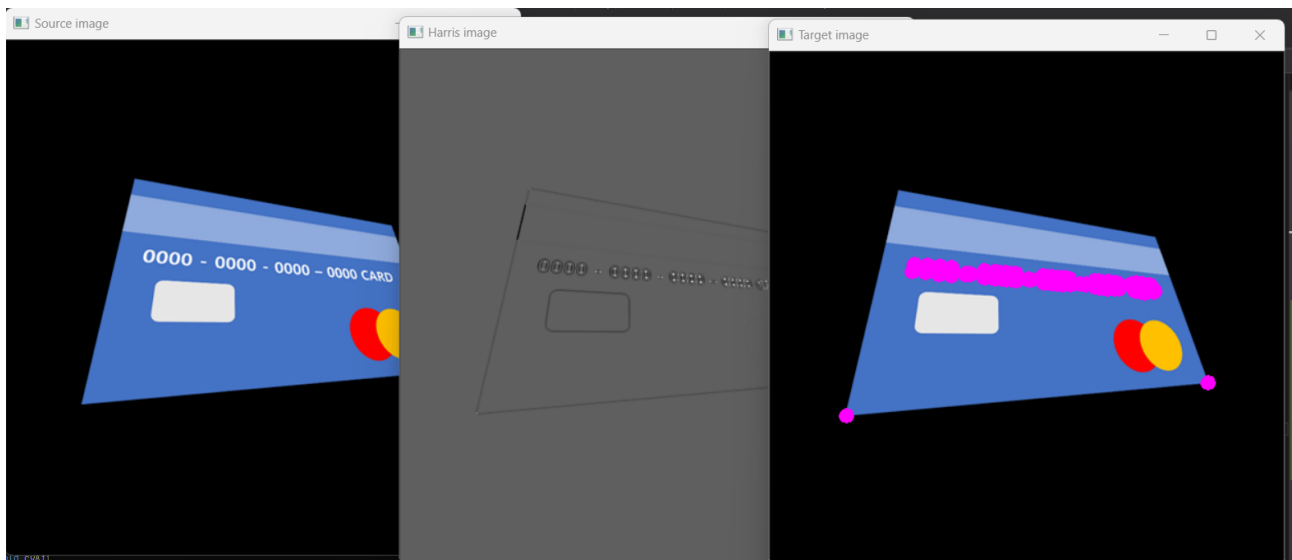 Source image
Harris image
Target image
0000 - 0000 - 0000 – 0000 CARD